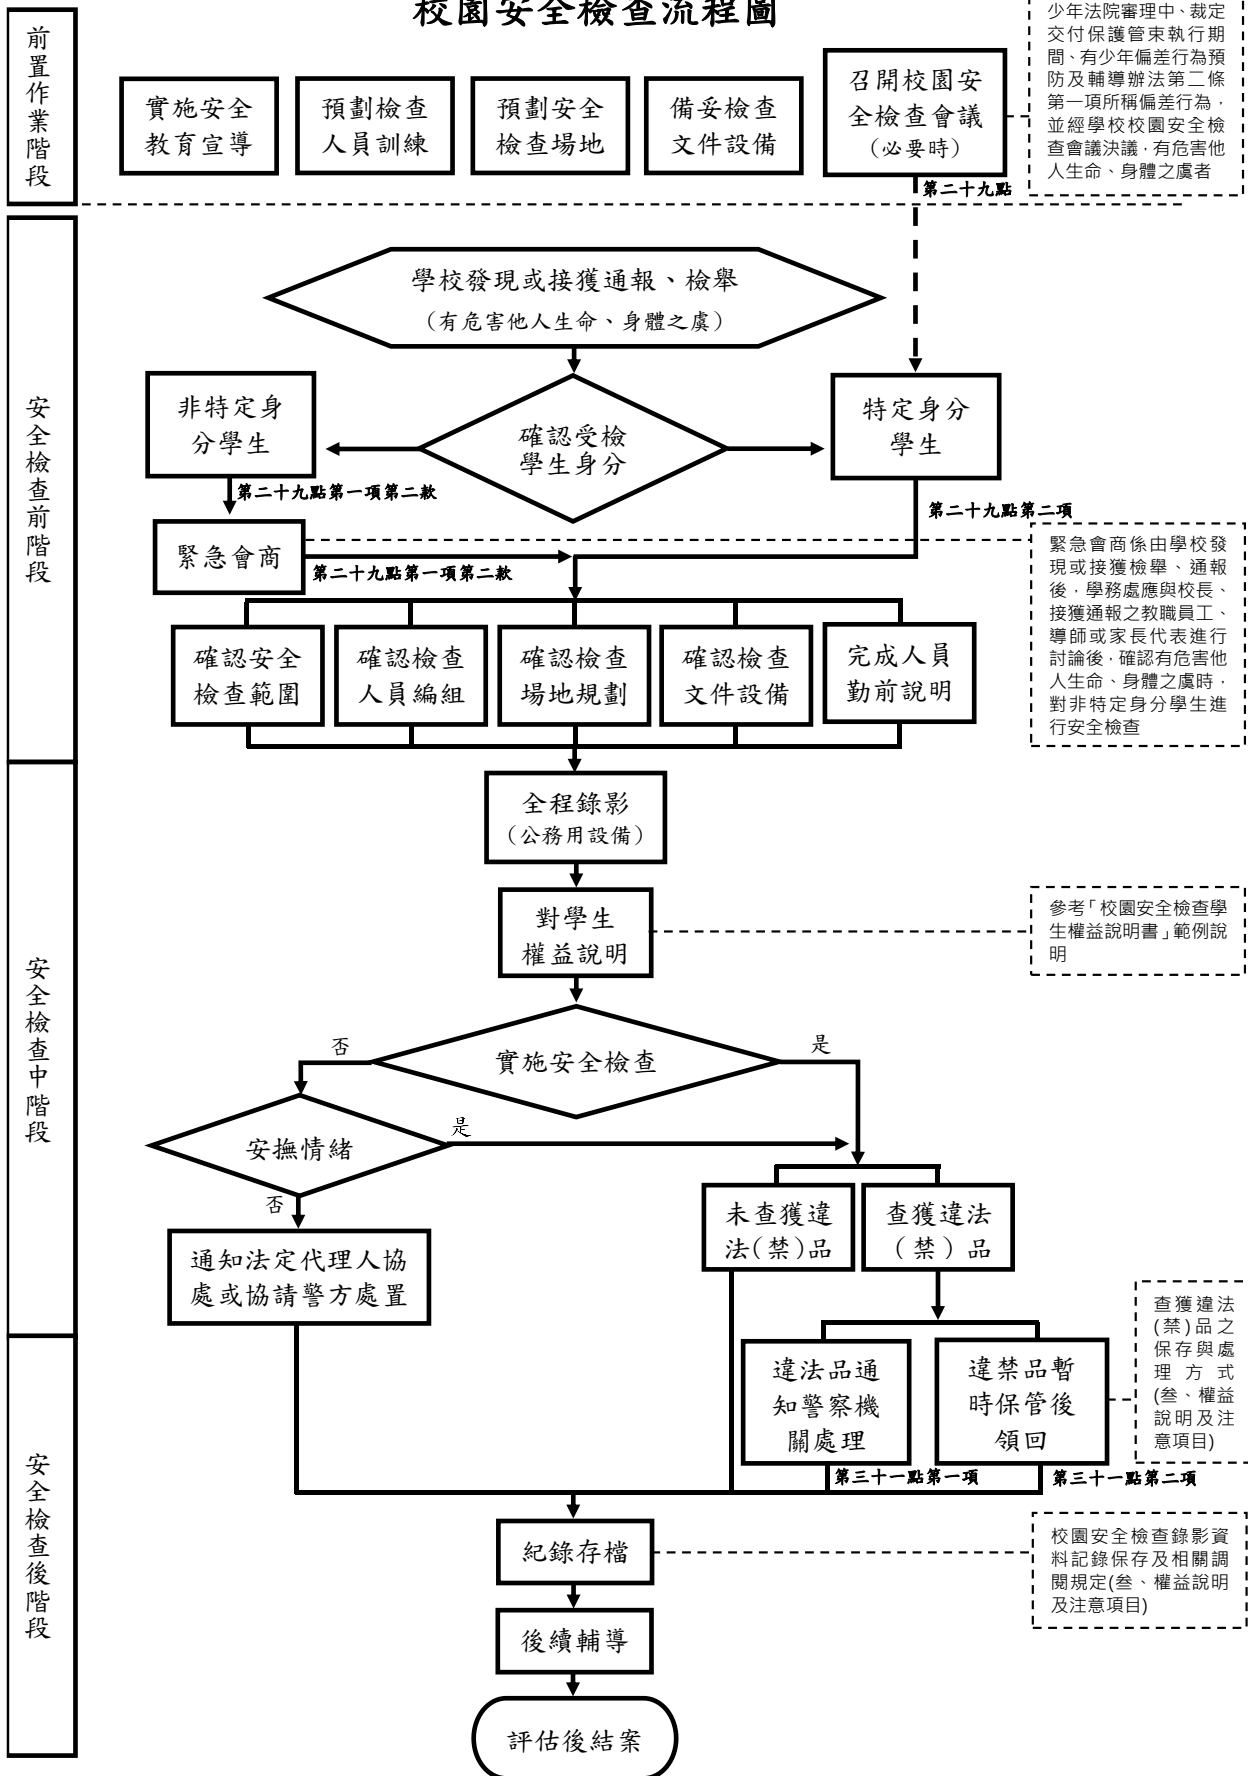 校園安全檢查流程圖
前置作業階段
實施安全
教育宣導
預劃檢查
人員訓練
預劃安全
檢查場地
備妥檢查
文件設備
召開校園安
全檢查會議
(必要時)
少年法院審理中、裁定
交付保護管束執行期
間、有少年偏差行為預
防及輔導辦法第二條
第一項所稱偏差行為，
並經學校校園安全檢
查會議決議，有危害他
人生命、身體之虞者
第二十九點
安全檢查前階段
學校發現或接獲通報、檢舉
（有危害他人生命、身體之虞）
非特定身
分學生
確認受檢
學生身分
特定身分
學生
第二十九點第一項第二款
第二十九點第二項
緊急會商
第二十九點第一項第二款
緊急會商係由學校發
現或接獲檢舉、通報
後，學務處應與校長、
接獲通報之教職員工、
導師或家長代表進行
討論後，確認有危害他
人生命、身體之虞時，
對非特定身分學生進
行安全檢查
確認安全
檢查範圍
確認檢查
人員編組
確認檢查
場地規劃
確認檢查
文件設備
完成人員
勤前說明
安全檢查中階段
全程錄影
（公務用設備）
對學生
權益說明
參考「校園安全檢查學
生權益說明書」範例說
明
實施安全檢查
否
是
安撫情緒
是
否
通知法定代理人協
處或協請警方處置
未查獲違
法(禁)品
查獲違法
（禁）品
查獲違法
(禁)品之
保存與處
理方式
(叁、權益
說明及注
意項目)
安全檢查後階段
違法品通
知警察機
關處理
違禁品暫
時保管後
領回
第三十一點第一項
第三十一點第二項
紀錄存檔
校園安全檢查錄影資
料記錄保存及相關調
閱規定(叁、權益說明
及注意項目)
後續輔導
評估後結案